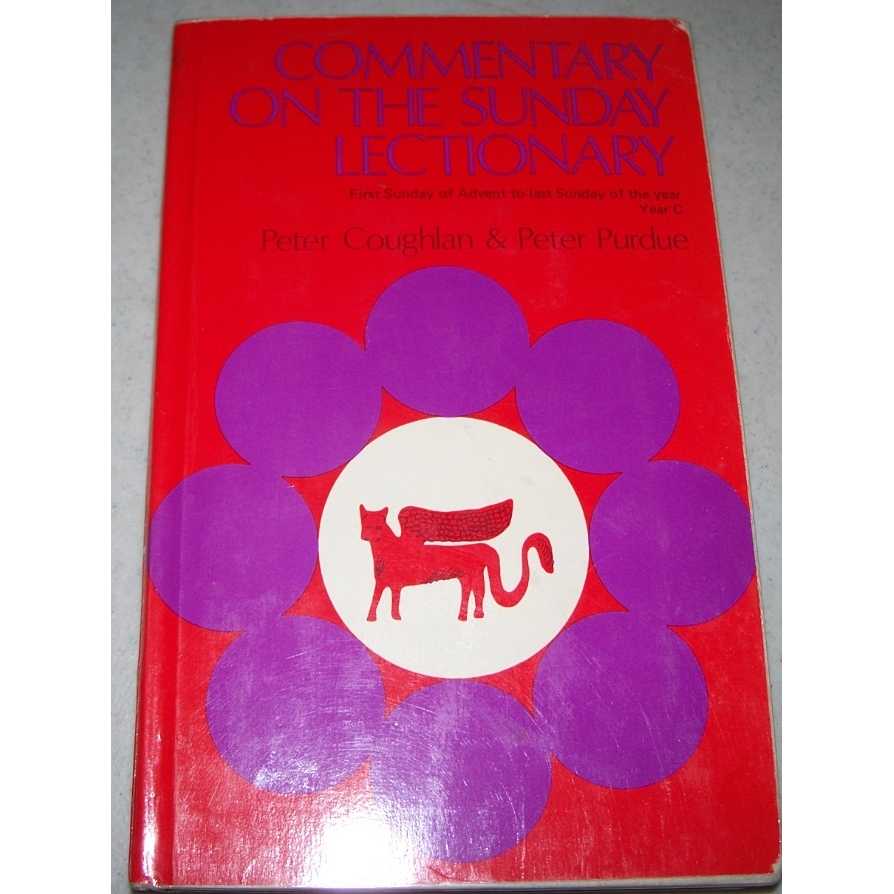 COMMENTARY
ON THE SUNDAY
LECTIONARY
First Sunday of Advent to last Sunday of the year
Year C
Peter Coughlan & Peter Purdue